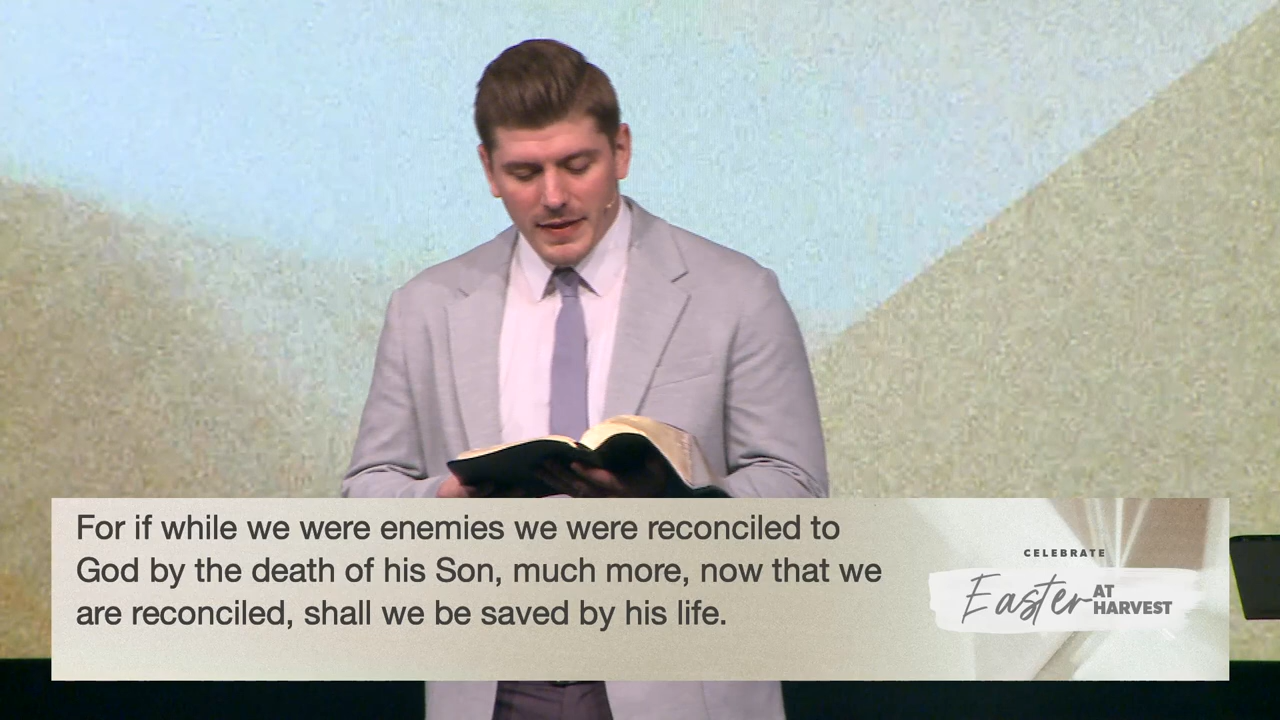 For if while we were enemies we were reconciled to
God by the death of his Son, much more, now that we
are reconciled, shall we be saved by his life.
CELEBRATE
Easter AT
HARVEST